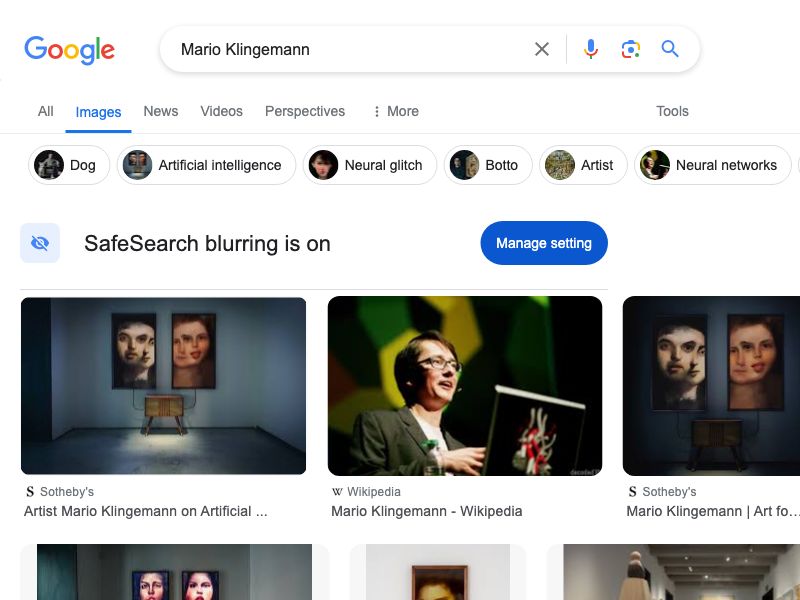 Google
Mario Klingemann
All Images News Videos Perspectives More Tools
Dog Artificial intelligence Neural glitch Botto Artist Neural networks
SafeSearch blurring is on
Manage setting
S Sotheby's
Artist Mario Klingemann on Artificial ...
W Wikipedia
Mario Klingemann - Wikipedia
S Sotheby's
Mario Klingemann | Art fo...